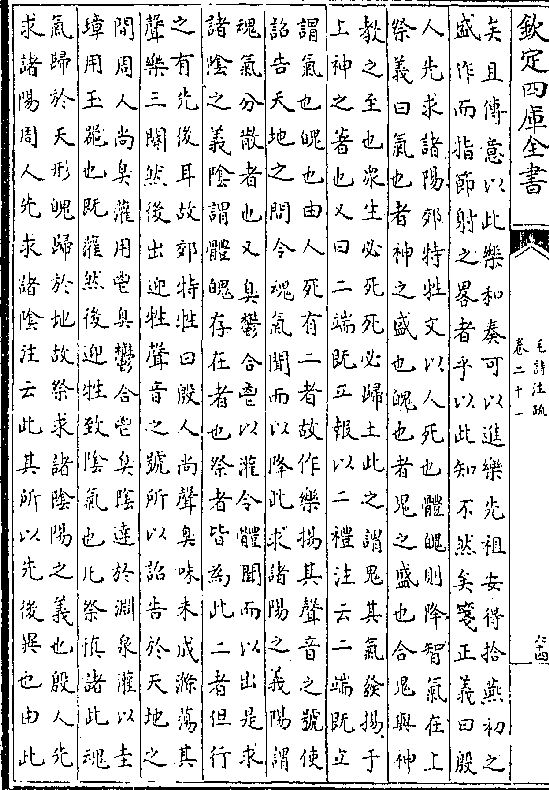 欽定四庫全書
毛詩注疏
卷二十一
八十四
矣且傳意以此樂和奏可以進樂先祖安得捨燕初之
盛作而指節射之畧者乎以此知不然矣箋正義曰殷
人先求諸陽郊特牲文以人死也體魄則降智氣在上
祭義曰氣也者神之盛也魄也者鬼之盛也合鬼與神
教之至也衆生必死死必歸土此之謂鬼其氣發揚于
上神之著也又曰二端既立報以二禮注云二端既立
謂氣也魄也由人死有二者故作樂揚其聲音之號使
詔告天地之間令魂氣聞而以降此求諸陽之義陽謂
魂氣分散者也又臭鬱合鬯以灌令體聞而以出是求
諸陰之義陰謂體魄存在者也祭者皆為此二者但行
之有先後耳故郊特牲曰殷人尚聲臭味未成滌蕩其
聲樂三闋然後出迎牲聲音之號所以詔告於天地之
間周人尚臭灌用鬯臭鬱合鬯臭陰達於淵泉灌以圭
璋用玉氣也既灌然後迎牲致陰氣也凡祭慎諸此魂
氣歸於天形魄歸於地故祭求諸陰陽之義也殷人先
求諸陽周人先求諸陰注云此其所以先後異也由此